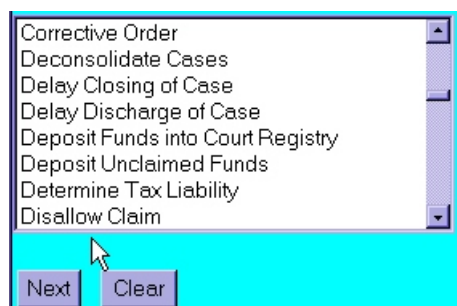 Corrective Order
Deconsolidate Cases
Delay Closing of Case
Delay Discharge of Case
Deposit Funds into Court Registry
Deposit Unclaimed Funds
Determine Tax Liability
Disallow Claim
Next Clear